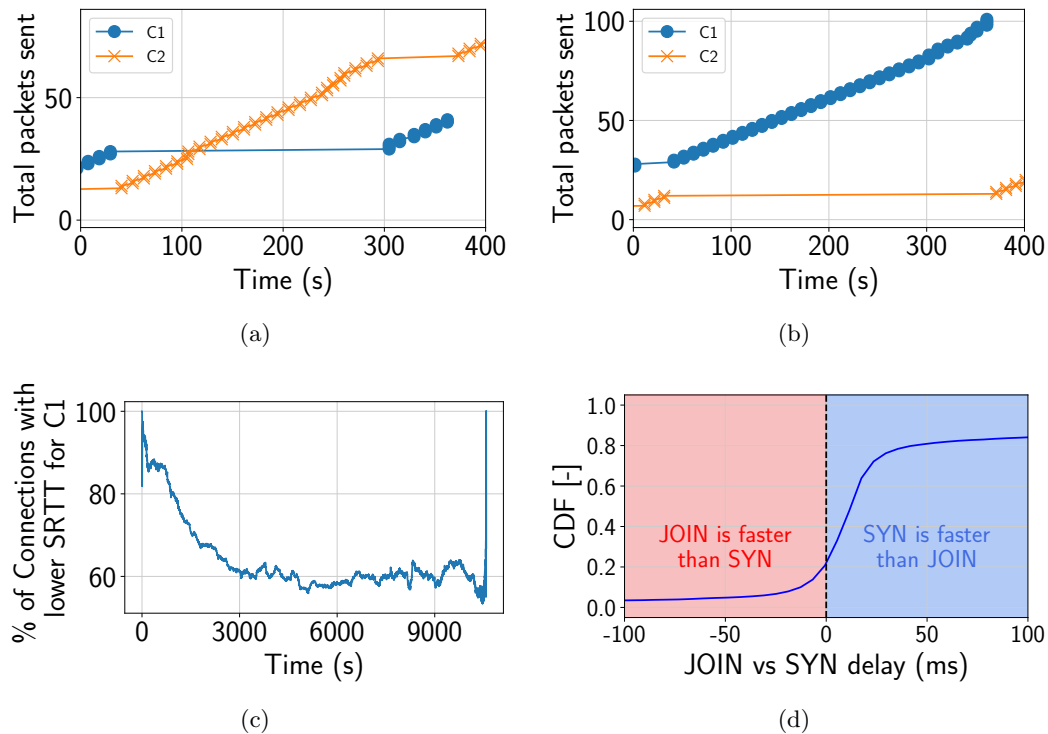 Total packets sent
50
0
C1
C2
0 100 200 300 400
Time (s)
(a)
Total packets sent
100
50
0
C1
C2
0 100 200 300 400
Time (s)
(b)
% of Connections with
lower SRTT for C1
100
80
60
0 3000 6000 9000
Time (s)
(c)
CDF [-]
1.0
0.8
0.6
0.4
0.2
0.0
JOIN is faster
than SYN
SYN is faster
than JOIN
-100 -50 0 50 100
JOIN vs SYN delay (ms)
(d)